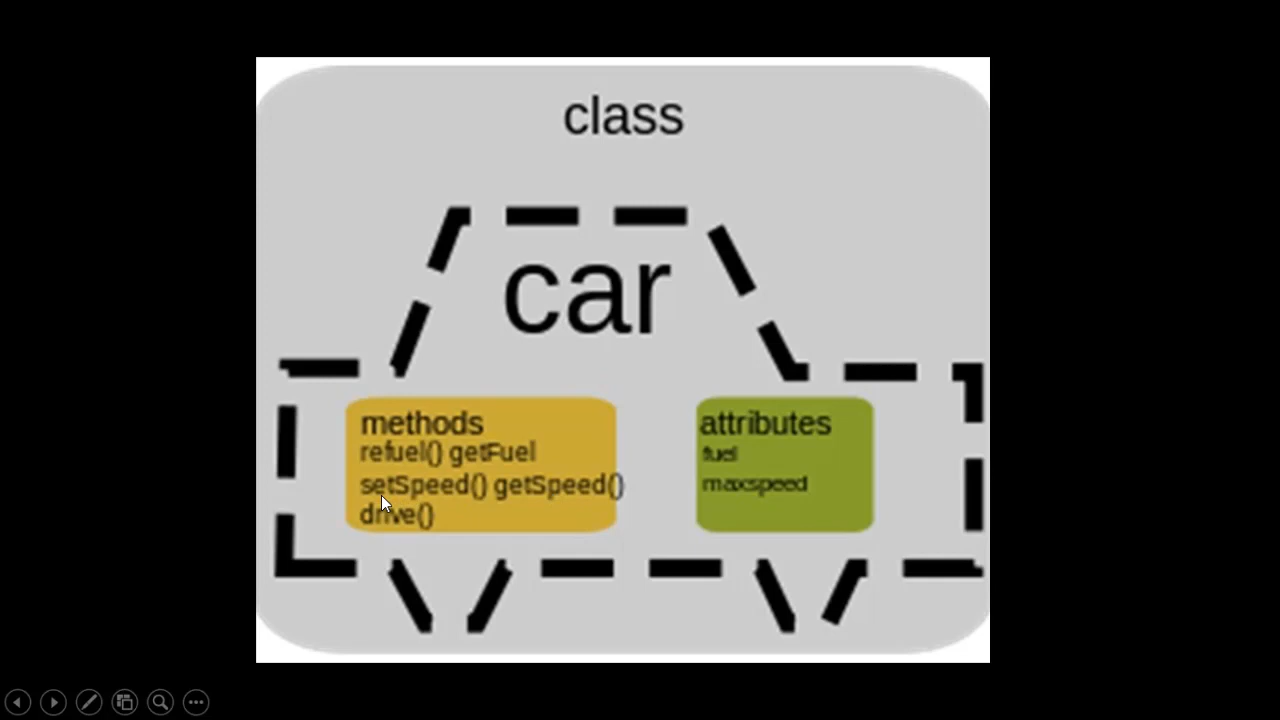 class
car
methods
refuel() getFuel
setSpeed() getSpeed()
drive()
attributes
fuel
maxspeed